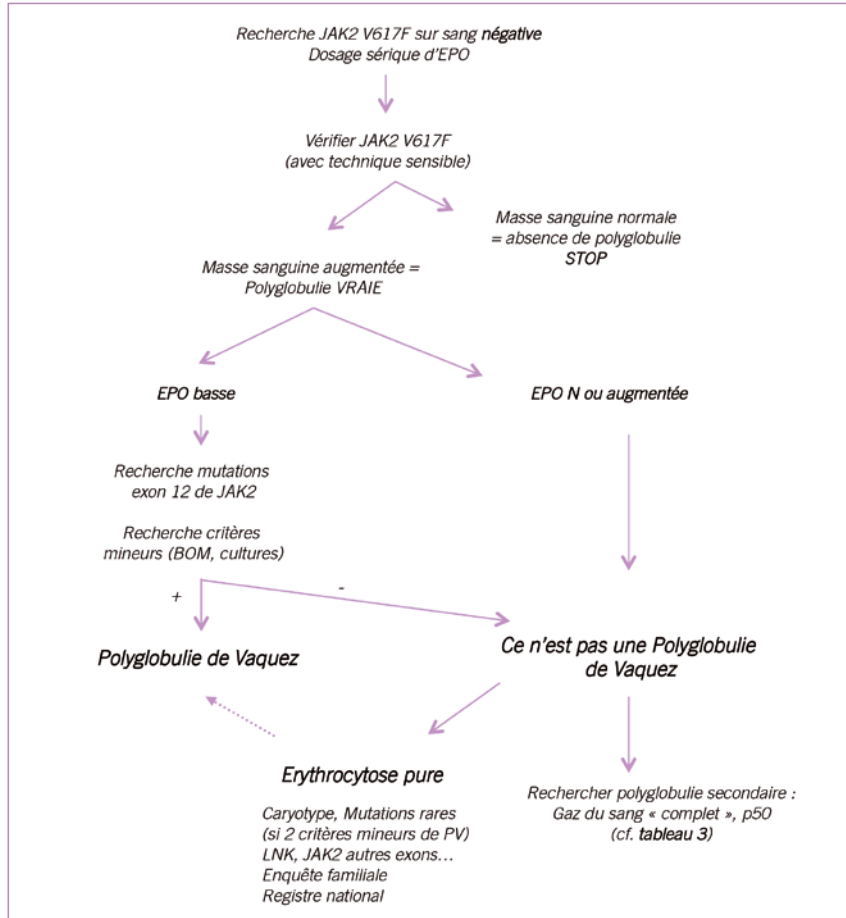 Recherche JAK2 V617F sur sang négative
Dosage sérique d'EPO
Vérifier JAK2 V617F
(avec technique sensible)
Masse sanguine normale
= absence de polyglobulie
STOP
Masse sanguine augmentée =
Polyglobulie VRAIE
EPO basse
EPO N ou augmentée
Recherche mutations
exon 12 de JAK2
Recherche critères
mineurs (BOM, cultures)
+
-
Polyglobulie de Vaquez
Ce n'est pas une Polyglobulie
de Vaquez
Erythrocytose pure
Caryotype, Mutations rares
(si 2 critères mineurs de PV)
LNK, JAK2 autres exons...
Enquête familiale
Registre national
Rechercher polyglobulie secondaire :
Gaz du sang « complet », p50
(cf. tableau 3)